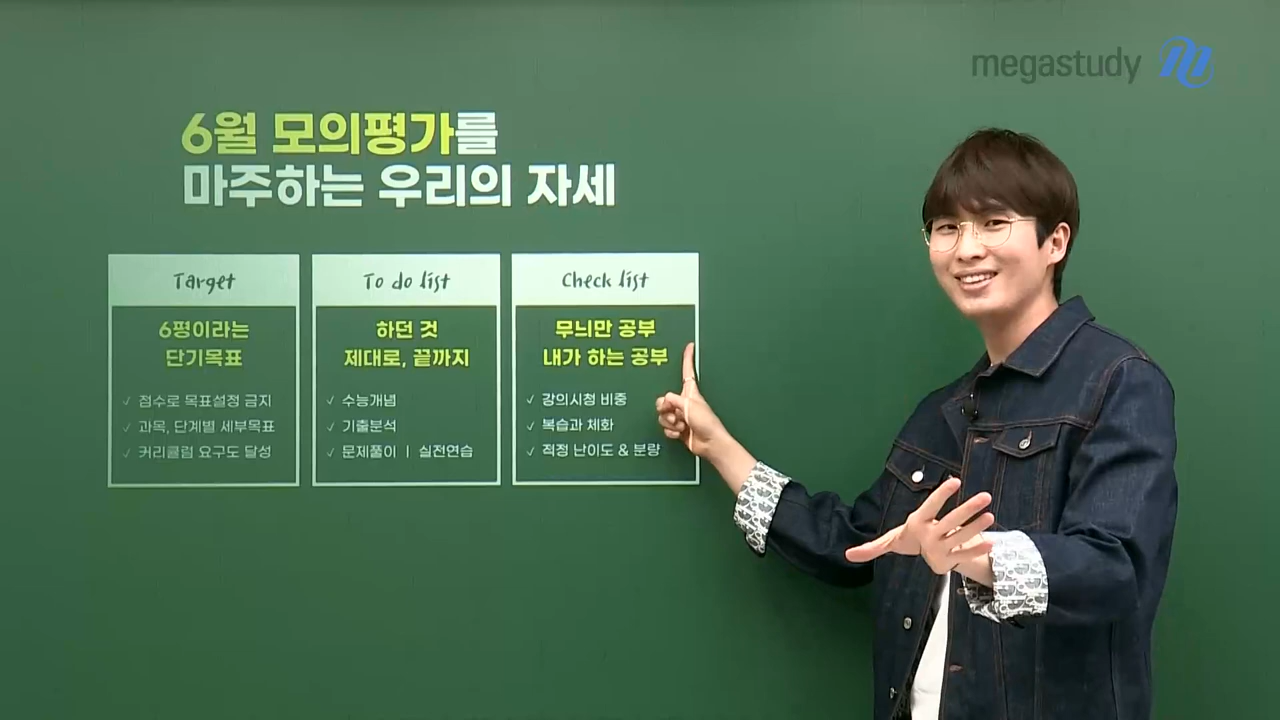 megastudy
6월 모의평가를
마주하는 우리의 자세
Target
6평이라는
단기목표
✓ 점수로 목표설정 금지
✓ 과목, 단계별 세부목표
✓ 커리큘럼 요구도 달성
To do list
하던 것
제대로, 끝까지
✓ 수능개념
✓ 기출분석
✓ 문제풀이 | 실전연습
Check list
무늬만 공부
내가 하는 공부
✓ 강의시청 비중
✓ 복습과 체화
✓ 적정 난이도 & 분량